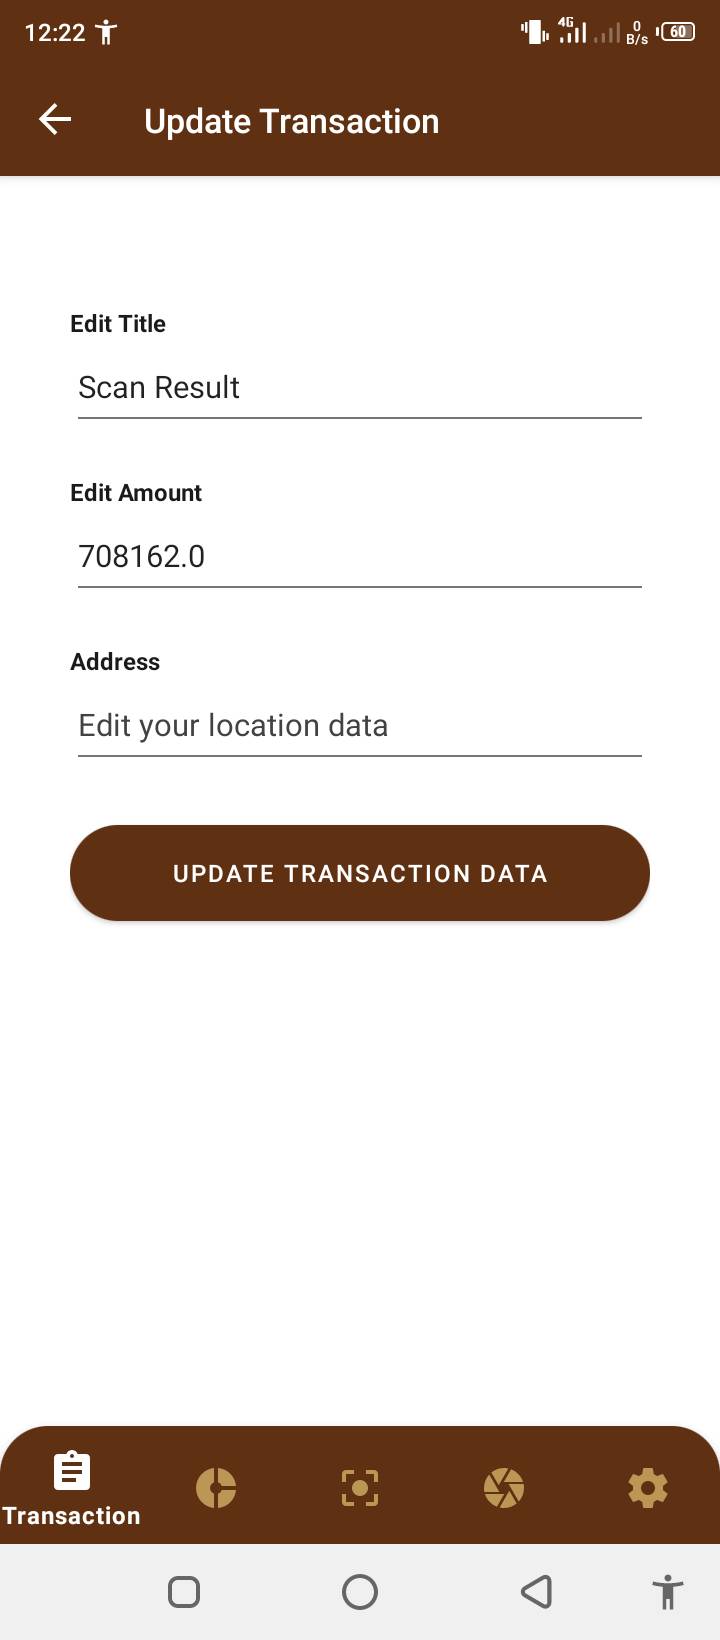 12:22
4G
0
B/s
60
Update Transaction
Edit Title
Scan Result
Edit Amount
708162.0
Address
Edit your location data
UPDATE TRANSACTION DATA
Transaction